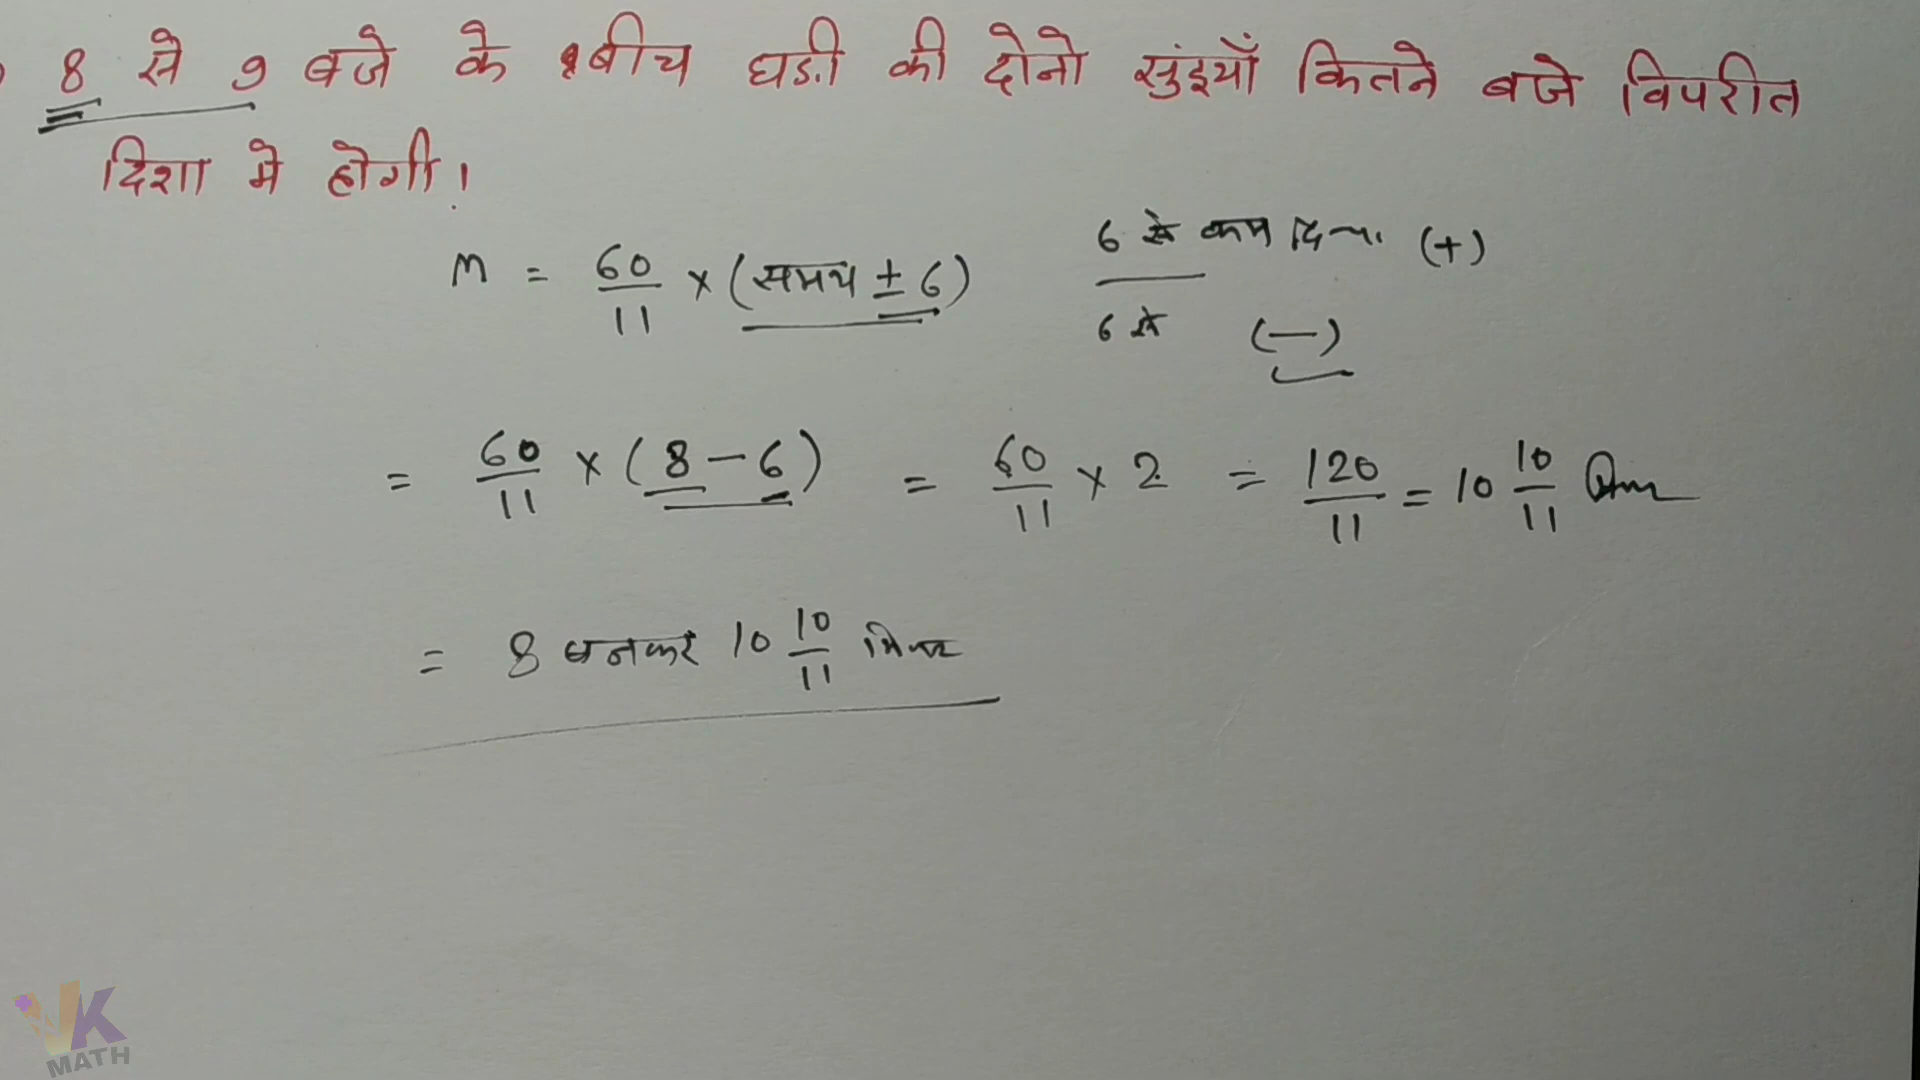 8 से 9 बजे के बीच घडी की दोनो सुंइयाँ कितने बजे विपरीत
दिशा मे होगी।
M = 60/11 × (समय ± 6)
6 से कम (+)
6 से (—)
= 60/11 × (8 – 6) = 60/11 × 2 = 120/11 = 10 10/11
= 8 बजकर 10 10/11 मिनट
VK
MATH